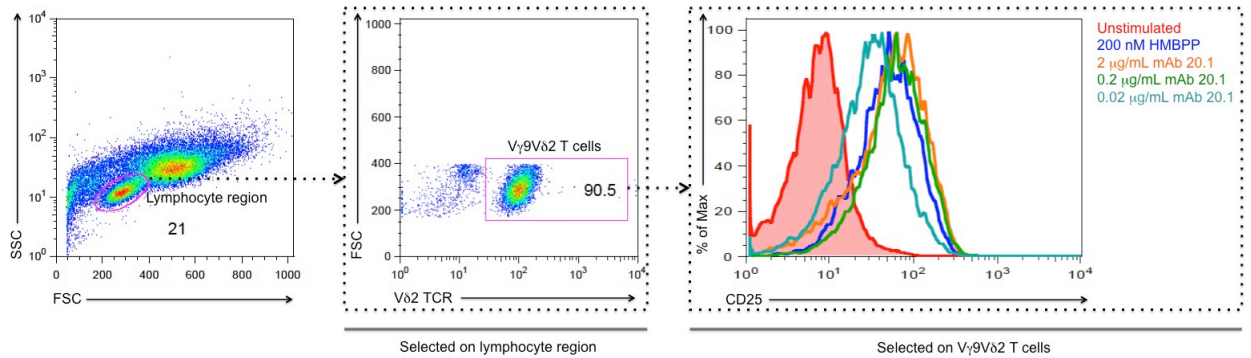 10⁴
10³
10²
10¹
10⁰
SSC
Lymphocyte region
21
0 200 400 600 800 1000
FSC
1000
800
600
400
200
0
FSC
Vγ9Vδ2 T cells
90.5
10⁰ 10¹ 10² 10³ 10⁴
Vδ2 TCR
Selected on lymphocyte region
100
80
60
40
20
0
% of Max
Unstimulated
200 nM HMBPP
2 μg/mL mAb 20.1
0.2 μg/mL mAb 20.1
0.02 μg/mL mAb 20.1
10⁰ 10¹ 10² 10³ 10⁴
CD25
Selected on Vγ9Vδ2 T cells